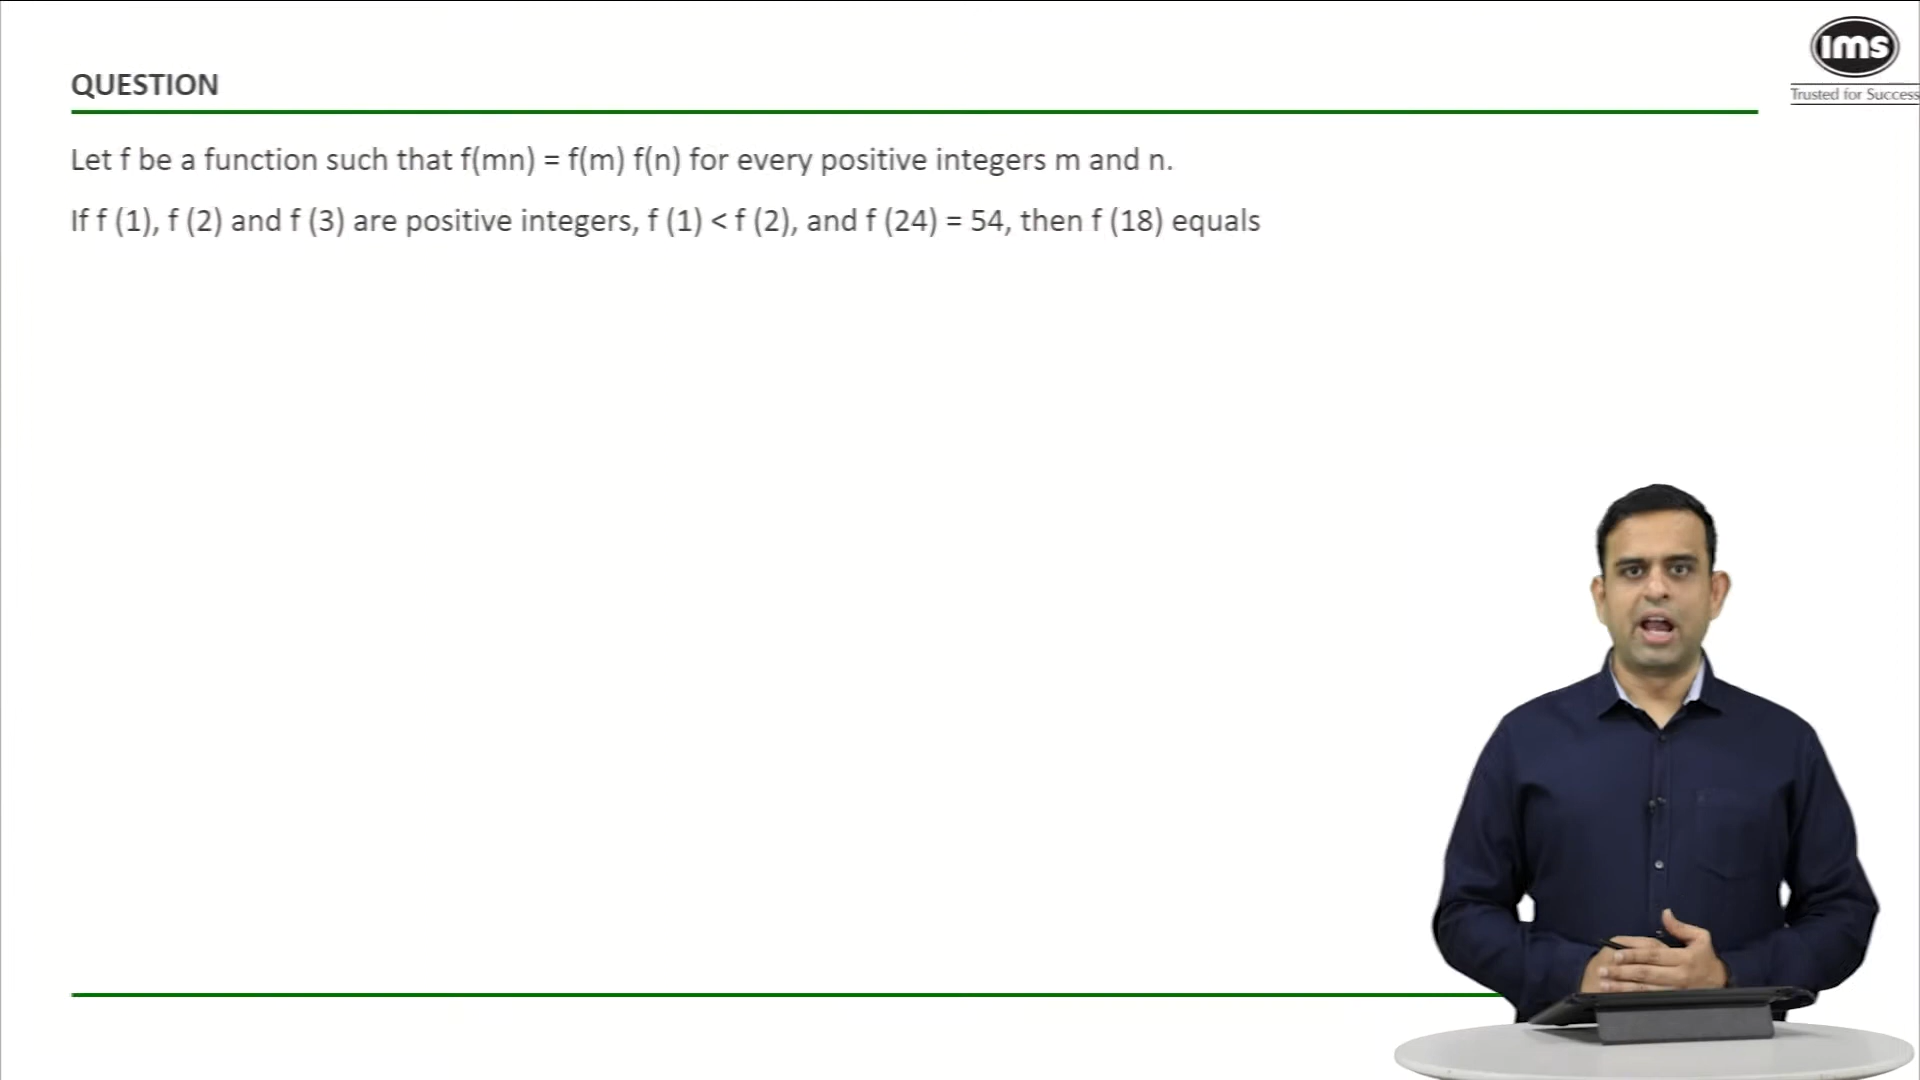 ims
Trusted for Success
QUESTION
Let f be a function such that f(mn) = f(m) f(n) for every positive integers m and n.
If f (1), f (2) and f (3) are positive integers, f (1) < f (2), and f (24) = 54, then f (18) equals